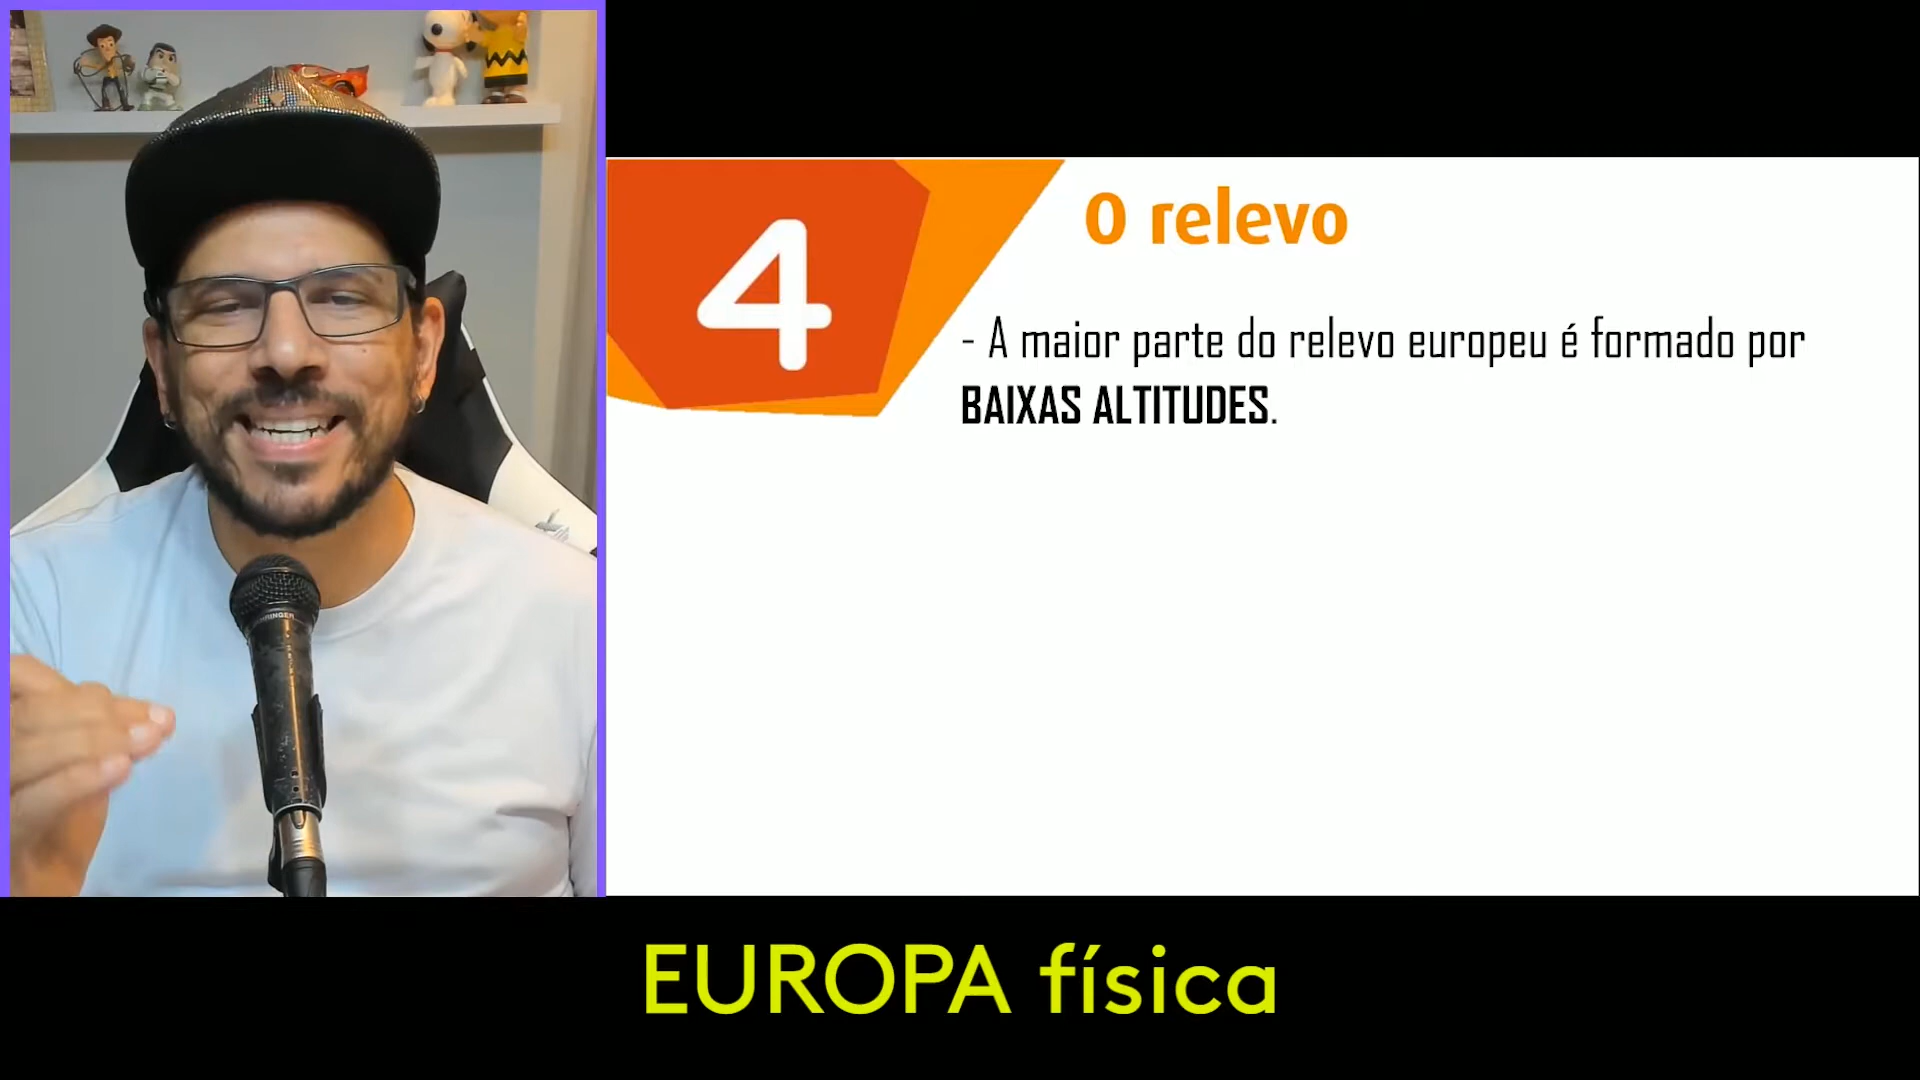 4
O relevo
- A maior parte do relevo europeu é formado por
BAIXAS ALTITUDES.
EUROPA física